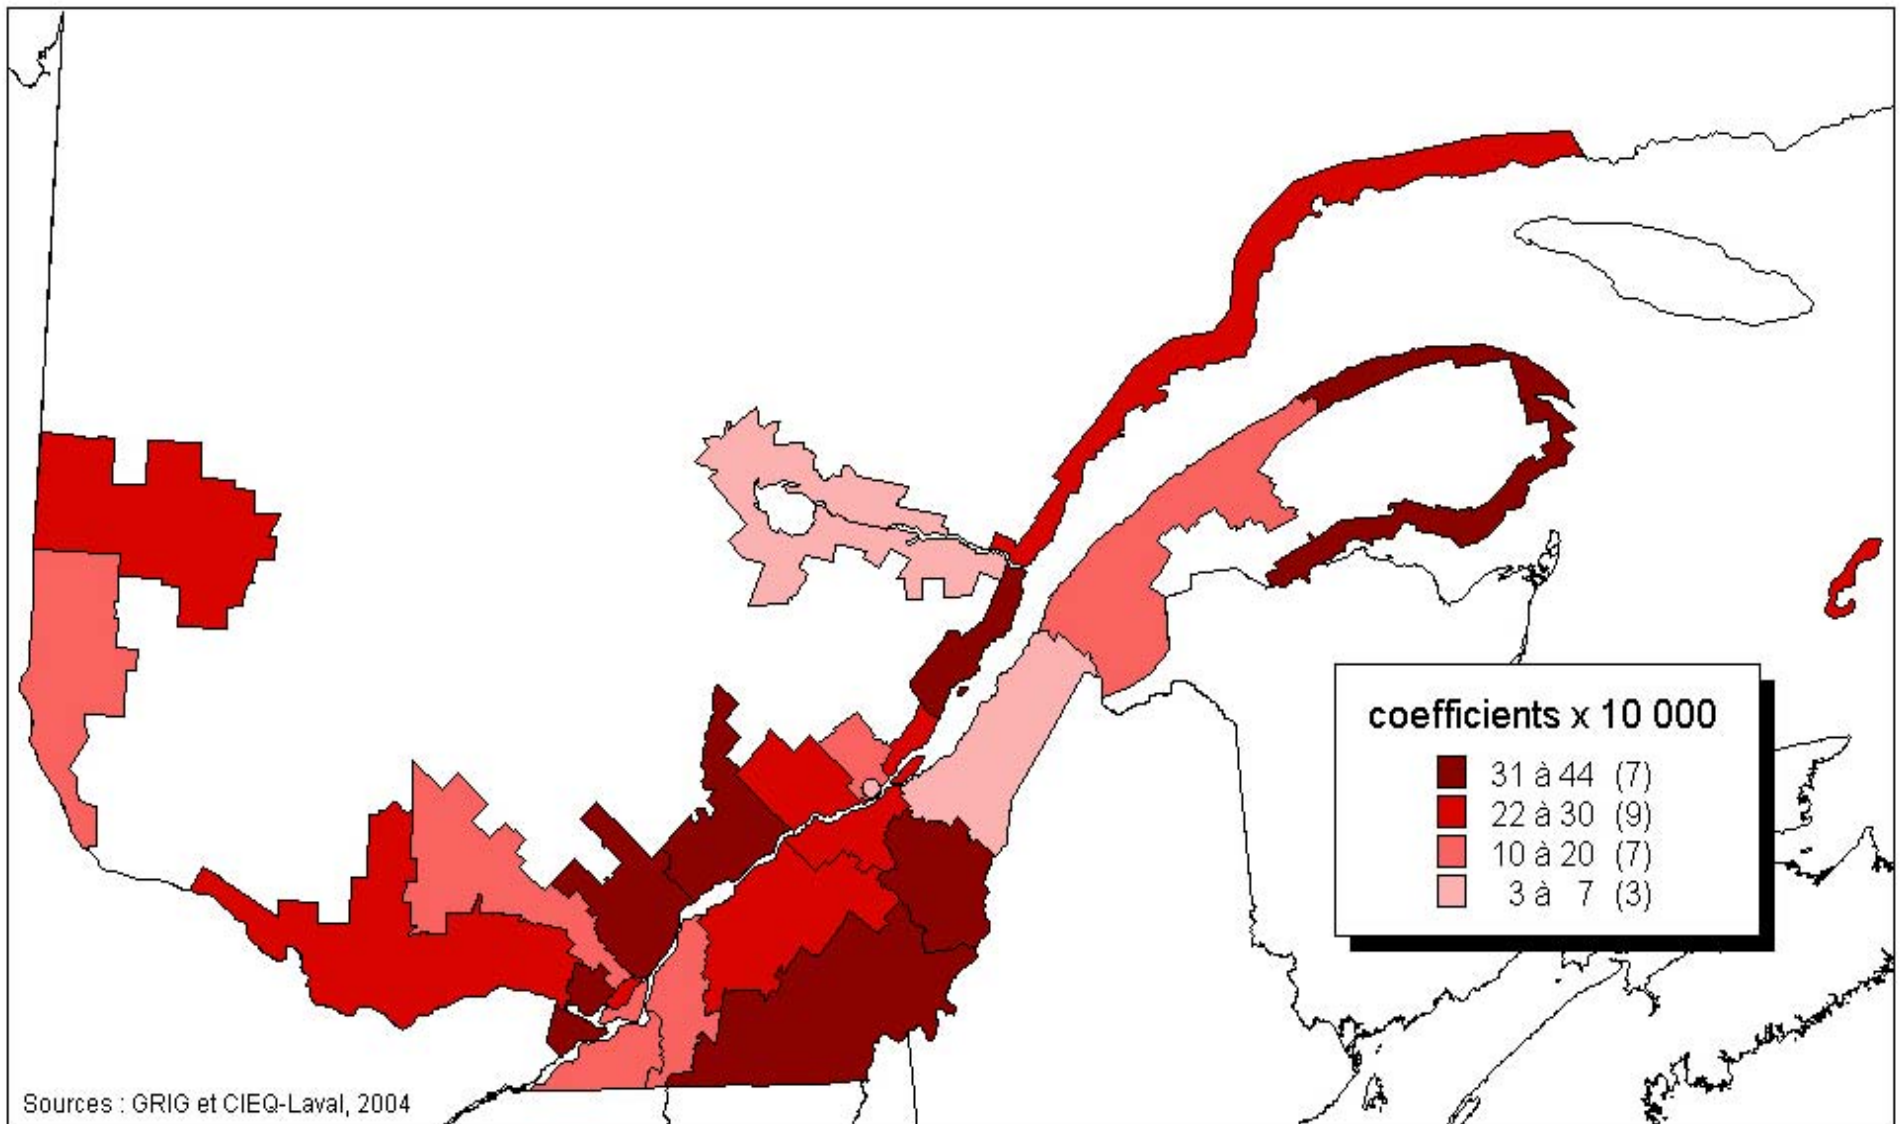 coefficients x 10 000
31 à 44 (7)
22 à 30 (9)
10 à 20 (7)
3 à 7 (3)
Sources : GRIG et CIEQ-Laval, 2004